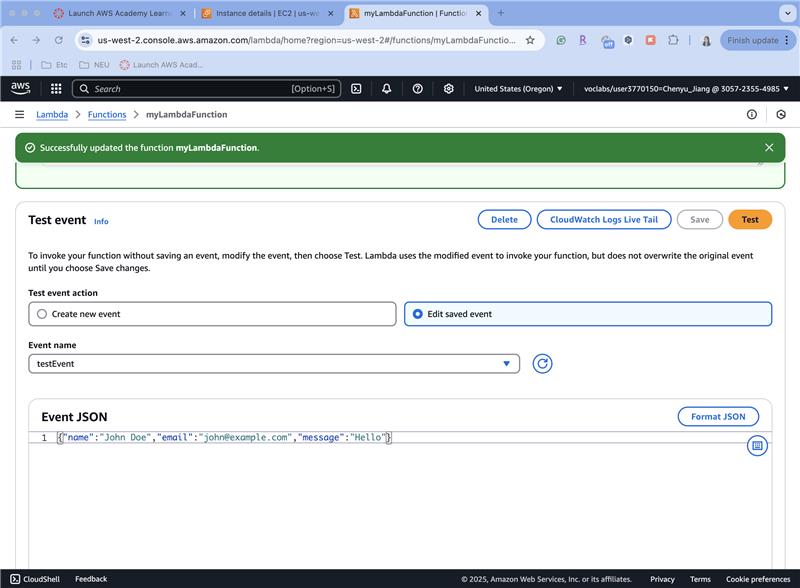 Launch AWS Academy Learn
Instance details | EC2 | us-we
myLambdaFunction | Function
us-west-2.console.aws.amazon.com/lambda/home?region=us-west-2#/functions/myLambdaFunctio...
off
Finish update
Etc
NEU
Launch AWS Acad...
aws
Search
[Option+S]
United States (Oregon)
voclabs/user3770150=Chenyu_Jiang @ 3057-2355-4985
Lambda
Functions
myLambdaFunction
Successfully updated the function myLambdaFunction.
Test event Info
Delete
CloudWatch Logs Live Tail
Save
Test
To invoke your function without saving an event, modify the event, then choose Test. Lambda uses the modified event to invoke your function, but does not overwrite the original event
until you choose Save changes.
Test event action
Create new event
Edit saved event
Event name
testEvent
Event JSON
Format JSON
1 {"name":"John Doe","email":"john@example.com","message":"Hello"}
CloudShell
Feedback
© 2025, Amazon Web Services, Inc. or its affiliates.
Privacy
Terms
Cookie preferences